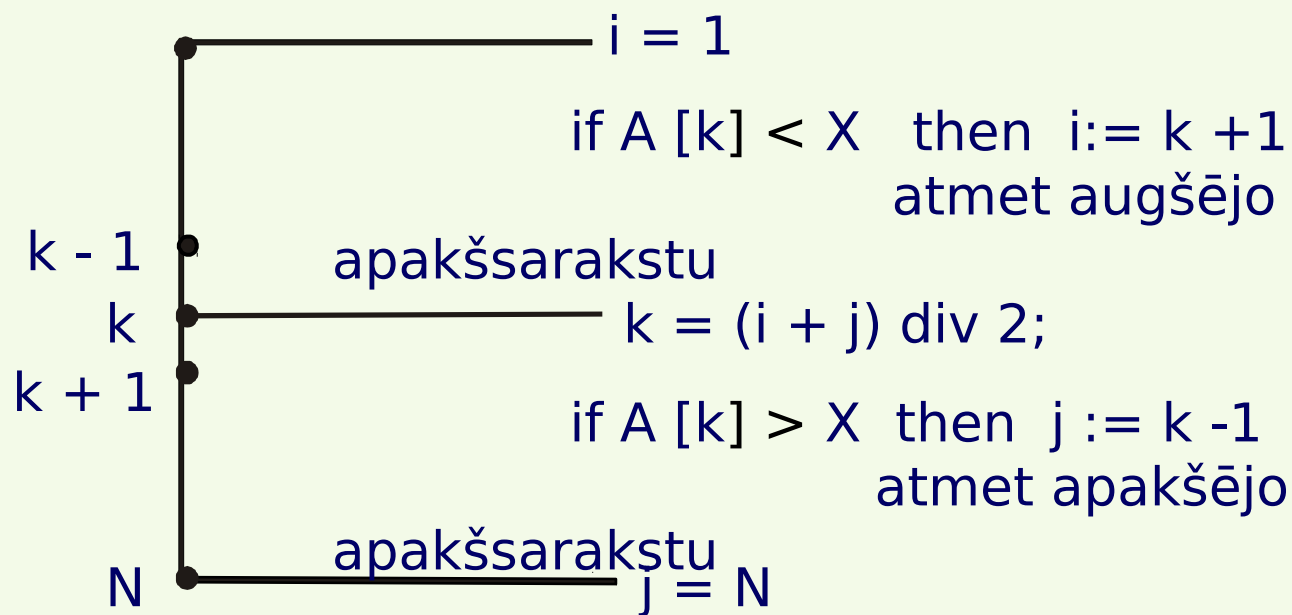 i = 1
if A [k] < X then i:= k +1
atmet augšējo
k - 1
apakšsarakstu
k
k = (i + j) div 2;
k + 1
if A [k] > X then j := k -1
atmet apakšējo
apakšsarakstu
N
j = N